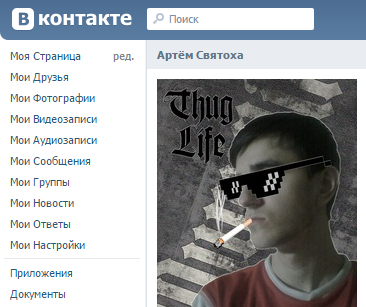 В контакте
Поиск
Моя Страница ред.
Мои Друзья
Мои Фотографии
Мои Видеозаписи
Мои Аудиозаписи
Мои Сообщения
Мои Группы
Мои Новости
Мои Ответы
Мои Настройки
Приложения
Документы
Артём Святоха
Thug
Life